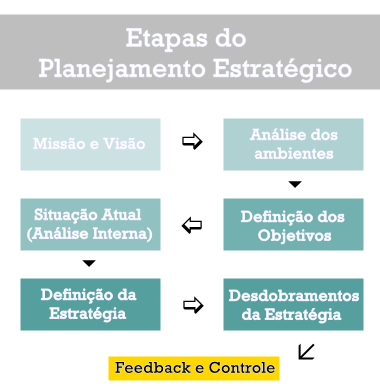 Etapas do
Planejamento Estratégico
Missão e Visão
Análise dos
ambientes
Definição dos
Objetivos
Situação Atual
(Análise Interna)
Definição da
Estratégia
Desdobramentos
da Estratégia
Feedback e Controle